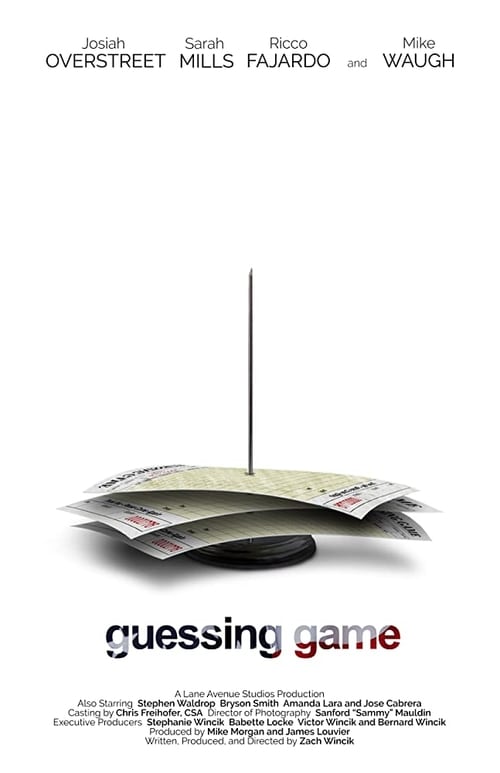 Josiah OVERSTREET Sarah MILLS Ricco FAJARDO and Mike WAUGH
guessing game
A Lane Avenue Studios Production
Also Starring Stephen Waldrop Bryson Smith Amanda Lara and Jose Cabrera
Casting by Chris Freihofer, CSA Director of Photography Sanford "Sammy" Mauldin
Executive Producers Stephanie Wincik Babette Locke Victor Wincik and Bernard Wincik
Produced by Mike Morgan and James Louvier
Written, Produced, and Directed by Zach Wincik